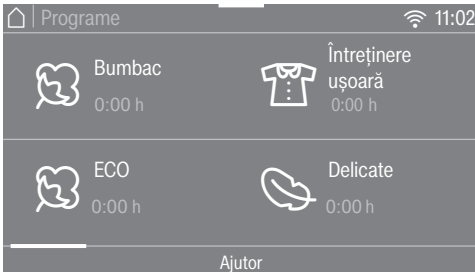 Programe 11:02
Bumbac
0:00 h
Întreținere
ușoară
0:00 h
ECO
0:00 h
Delicate
0:00 h
Ajutor